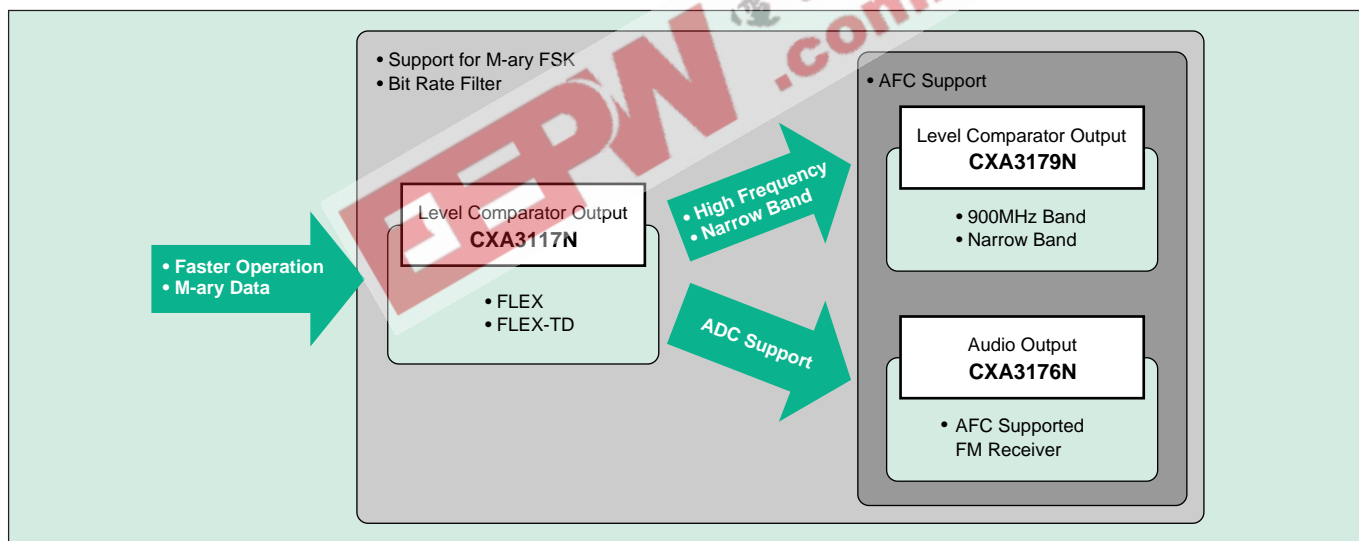 • Support for M-ary FSK
• Bit Rate Filter
• AFC Support
Level Comparator Output
CXA3179N
• 900MHz Band
• Narrow Band
• High Frequency
• Narrow Band
Level Comparator Output
CXA3117N
• FLEX
• FLEX-TD
• Faster Operation
• M-ary Data
ADC Support
Audio Output
CXA3176N
• AFC Supported
FM Receiver
EEPW
.com